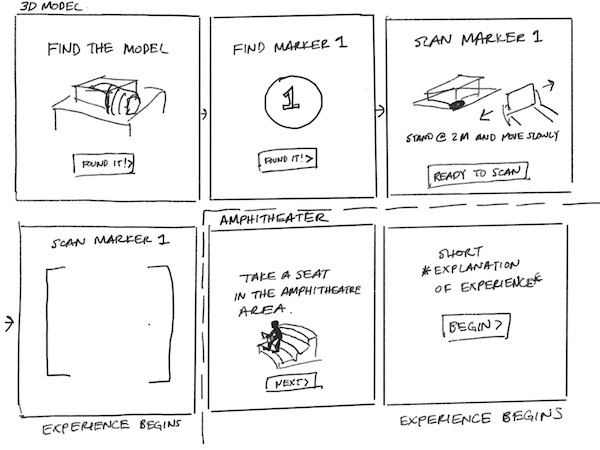 3D MODEL.
FIND THE MODEL
FOUND IT!>
FIND MARKER 1
1
FOUND IT!>
SCAN MARKER 1
STAND @ 2M AND MOVE SLOWLY
READY TO SCAN
SCAN MARKER 1
EXPERIENCE BEGINS
AMPHITHEATER
TAKE A SEAT
IN THE AMPHITHEATRE
AREA.
NEXT>
SHORT
*EXPLANATION
OF EXPERIENCE*
BEGIN>
EXPERIENCE BEGINS